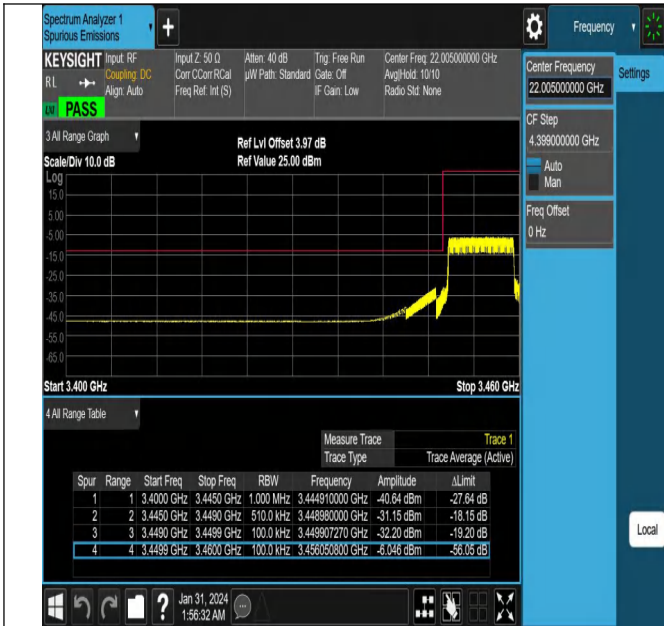 Spectrum Analyzer 1
Spurious Emissions
Frequency
KEYSIGHT Input: RF Input Z: 50 Ω Atten: 40 dB Trig: Free Run Center Freq: 22.005000000 GHz
RL Coupling: DC Corr CCorr RCal µW Path: Standard Gate: Off Avg|Hold: 10/10
Align: Auto Freq Ref: Int (S) IF Gain: Low Radio Std: None
LXI PASS
Center Frequency
22.005000000 GHz
Settings
CF Step
4.399000000 GHz
Auto
Man
Freq Offset
0 Hz
3 All Range Graph
Ref Lvl Offset 3.97 dB
Scale/Div 10.0 dB Ref Value 25.00 dBm
Log
15.0
5.00
-5.00
-15.0
-25.0
-35.0
-45.0
-55.0
-65.0
Start 3.400 GHz Stop 3.460 GHz
4 All Range Table
Measure Trace Trace 1
Trace Type Trace Average (Active)
Spur Range Start Freq Stop Freq RBW Frequency Amplitude ΔLimit
1 1 3.4000 GHz 3.4450 GHz 1.000 MHz 3.444910000 GHz -40.64 dBm -27.64 dB
2 2 3.4450 GHz 3.4490 GHz 510.0 kHz 3.448980000 GHz -31.15 dBm -18.15 dB
3 3 3.4490 GHz 3.4499 GHz 100.0 kHz 3.449907270 GHz -32.20 dBm -19.20 dB
4 4 3.4499 GHz 3.4600 GHz 100.0 kHz 3.456050800 GHz -6.046 dBm -56.05 dB
Local
Jan 31, 2024
1:56:32 AM